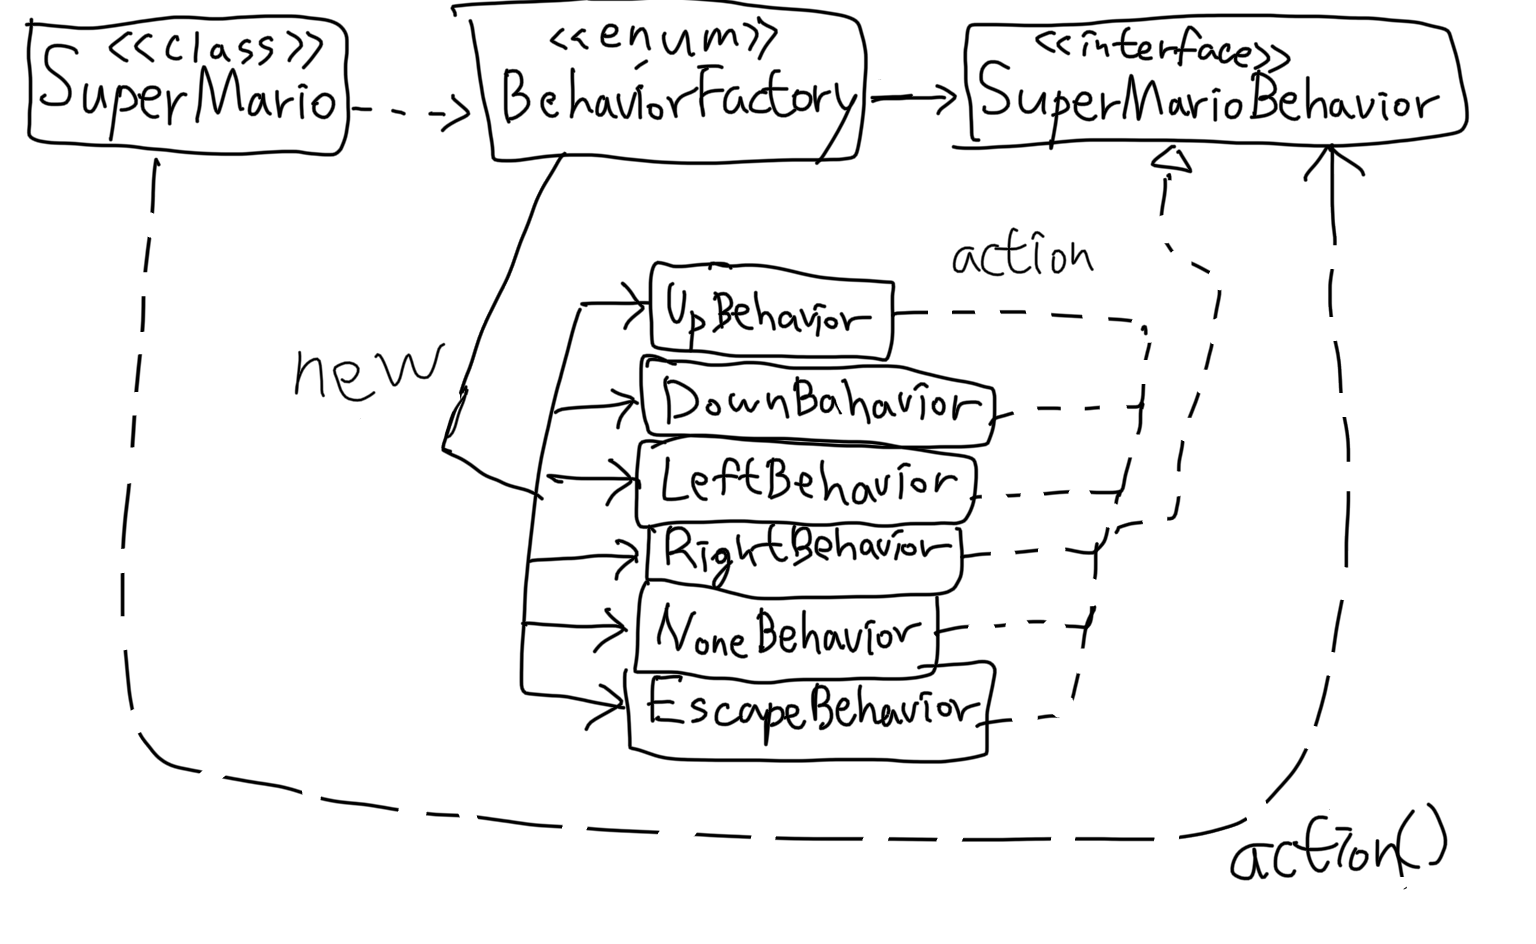 <<class>>
SuperMario
<<enum>>
BehaviorFactory
<<interface>>
SuperMarioBehavior
action
new
UpBehavior
DownBahavior
LeftBehavior
RightBehavior
NoneBehavior
EscapeBehavior
action()